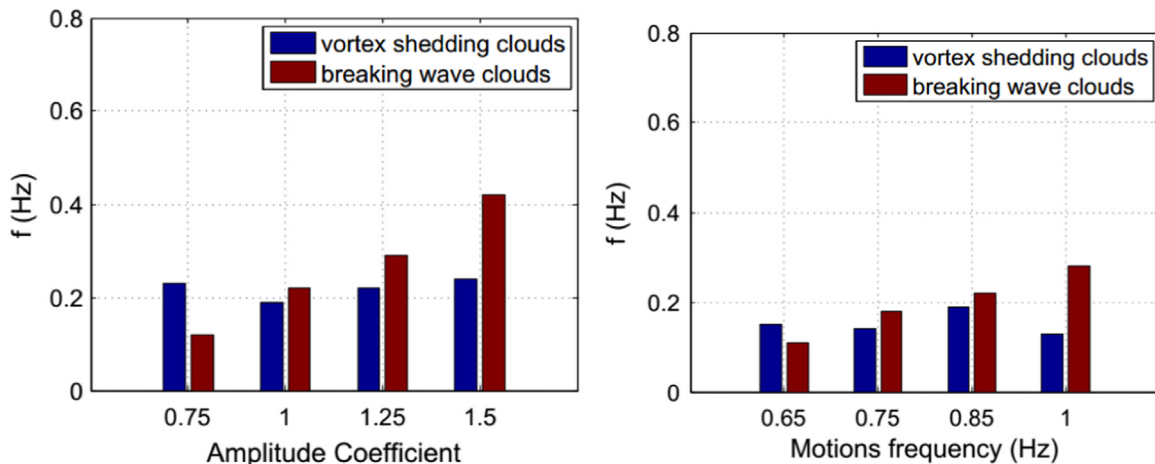 0.8
0.6
0.4
0.2
0
f (Hz)
vortex shedding clouds
breaking wave clouds
0.75 1 1.25 1.5
Amplitude Coefficient
0.8
0.6
0.4
0.2
0
f (Hz)
vortex shedding clouds
breaking wave clouds
0.65 0.75 0.85 1
Motions frequency (Hz)